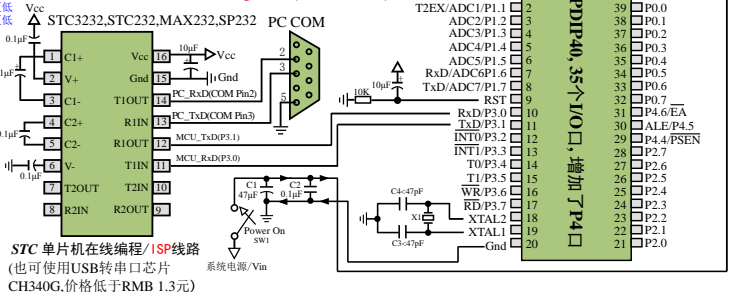 低
低
Vcc
STC3232,STC232,MAX232,SP232
PC COM
0.1μF
1 C1+
2 V+
3 C1-
4 C2+
5 C2-
6 V-
7 T2OUT
8 R2IN
Vcc 16
Gnd 15
T1OUT 14
R1IN 13
R1OUT 12
T1IN 11
T2IN 10
R2OUT 9
0.1μF
10μF
Vcc
Gnd
PC_RxD(COM Pin2)
PC_TxD(COM Pin3)
MCU_TxD(P3.1)
MCU_RxD(P3.0)
2
3
5
10μF
10K
C1
47μF
C2
0.1μF
Power On
SW1
系统电源/Vin
C4<47pF
X1
C3<47pF
T2EX/ADC1/P1.1 2
ADC2/P1.2 3
ADC3/P1.3 4
ADC4/P1.4 5
ADC5/P1.5 6
RxD/ADC6P1.6 7
TxD/ADC7/P1.7 8
RST 9
RxD/P3.0 10
TxD/P3.1 11
INT0/P3.2 12
INT1/P3.3 13
T0/P3.4 14
T1/P3.5 15
WR/P3.6 16
RD/P3.7 17
XTAL2 18
XTAL1 19
Gnd 20
PDIP40, 35个I/O口, 增加了P4口
39 P0.0
38 P0.1
37 P0.2
36 P0.3
35 P0.4
34 P0.5
33 P0.6
32 P0.7
31 P4.6/EA
30 ALE/P4.5
29 P4.4/PSEN
28 P2.7
27 P2.6
26 P2.5
25 P2.4
24 P2.3
23 P2.2
22 P2.1
21 P2.0
STC 单片机在线编程/ISP线路
(也可使用USB转串口芯片
CH340G,价格低于RMB 1.3元)